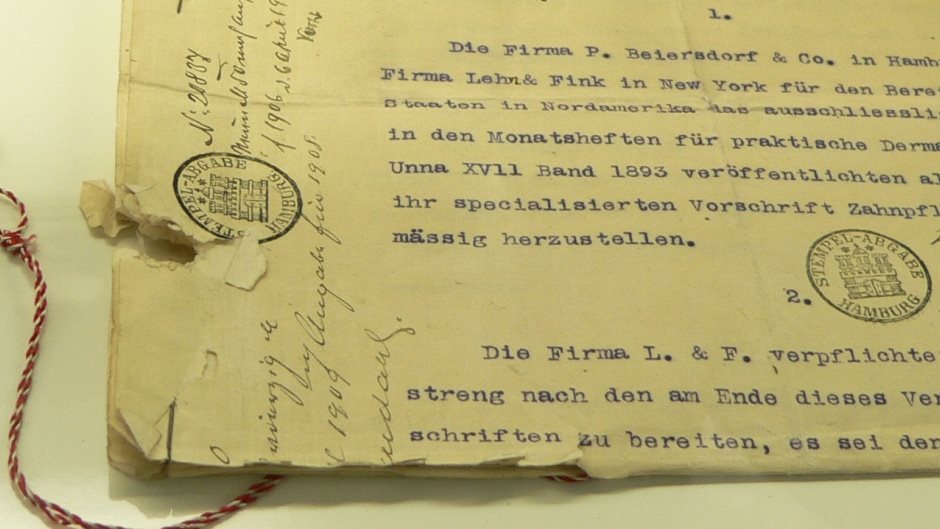 1.
Die Firma P. Beiersdorf & Co. in Hamb
Firma Lehn& Fink in New York für den Bere
Staaten in Nordamerika das ausschliessli
in den Monatsheften für praktische Derma
Unna XVll Band 1893 veröffentlichten al
ihr specialisierten Vorschrift Zahnpfl
mässig herzustellen.
2.
Die Firma L. & F. verpflichte
streng nach den am Ende dieses Ver
schriften zu bereiten, es sei der
STEMPEL-ABGABE
HAMBURG
STEMPEL-ABGABE
HAMBURG
1906
1908.
1909